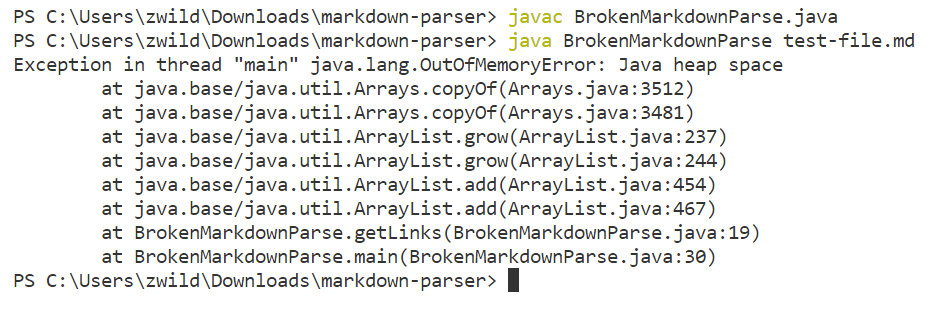 PS C:\Users\zwild\Downloads\markdown-parser> javac BrokenMarkdownParse.java
PS C:\Users\zwild\Downloads\markdown-parser> java BrokenMarkdownParse test-file.md
Exception in thread "main" java.lang.OutOfMemoryError: Java heap space
        at java.base/java.util.Arrays.copyOf(Arrays.java:3512)
        at java.base/java.util.Arrays.copyOf(Arrays.java:3481)
        at java.base/java.util.ArrayList.grow(ArrayList.java:237)
        at java.base/java.util.ArrayList.grow(ArrayList.java:244)
        at java.base/java.util.ArrayList.add(ArrayList.java:454)
        at java.base/java.util.ArrayList.add(ArrayList.java:467)
        at BrokenMarkdownParse.getLinks(BrokenMarkdownParse.java:19)
        at BrokenMarkdownParse.main(BrokenMarkdownParse.java:30)
PS C:\Users\zwild\Downloads\markdown-parser>